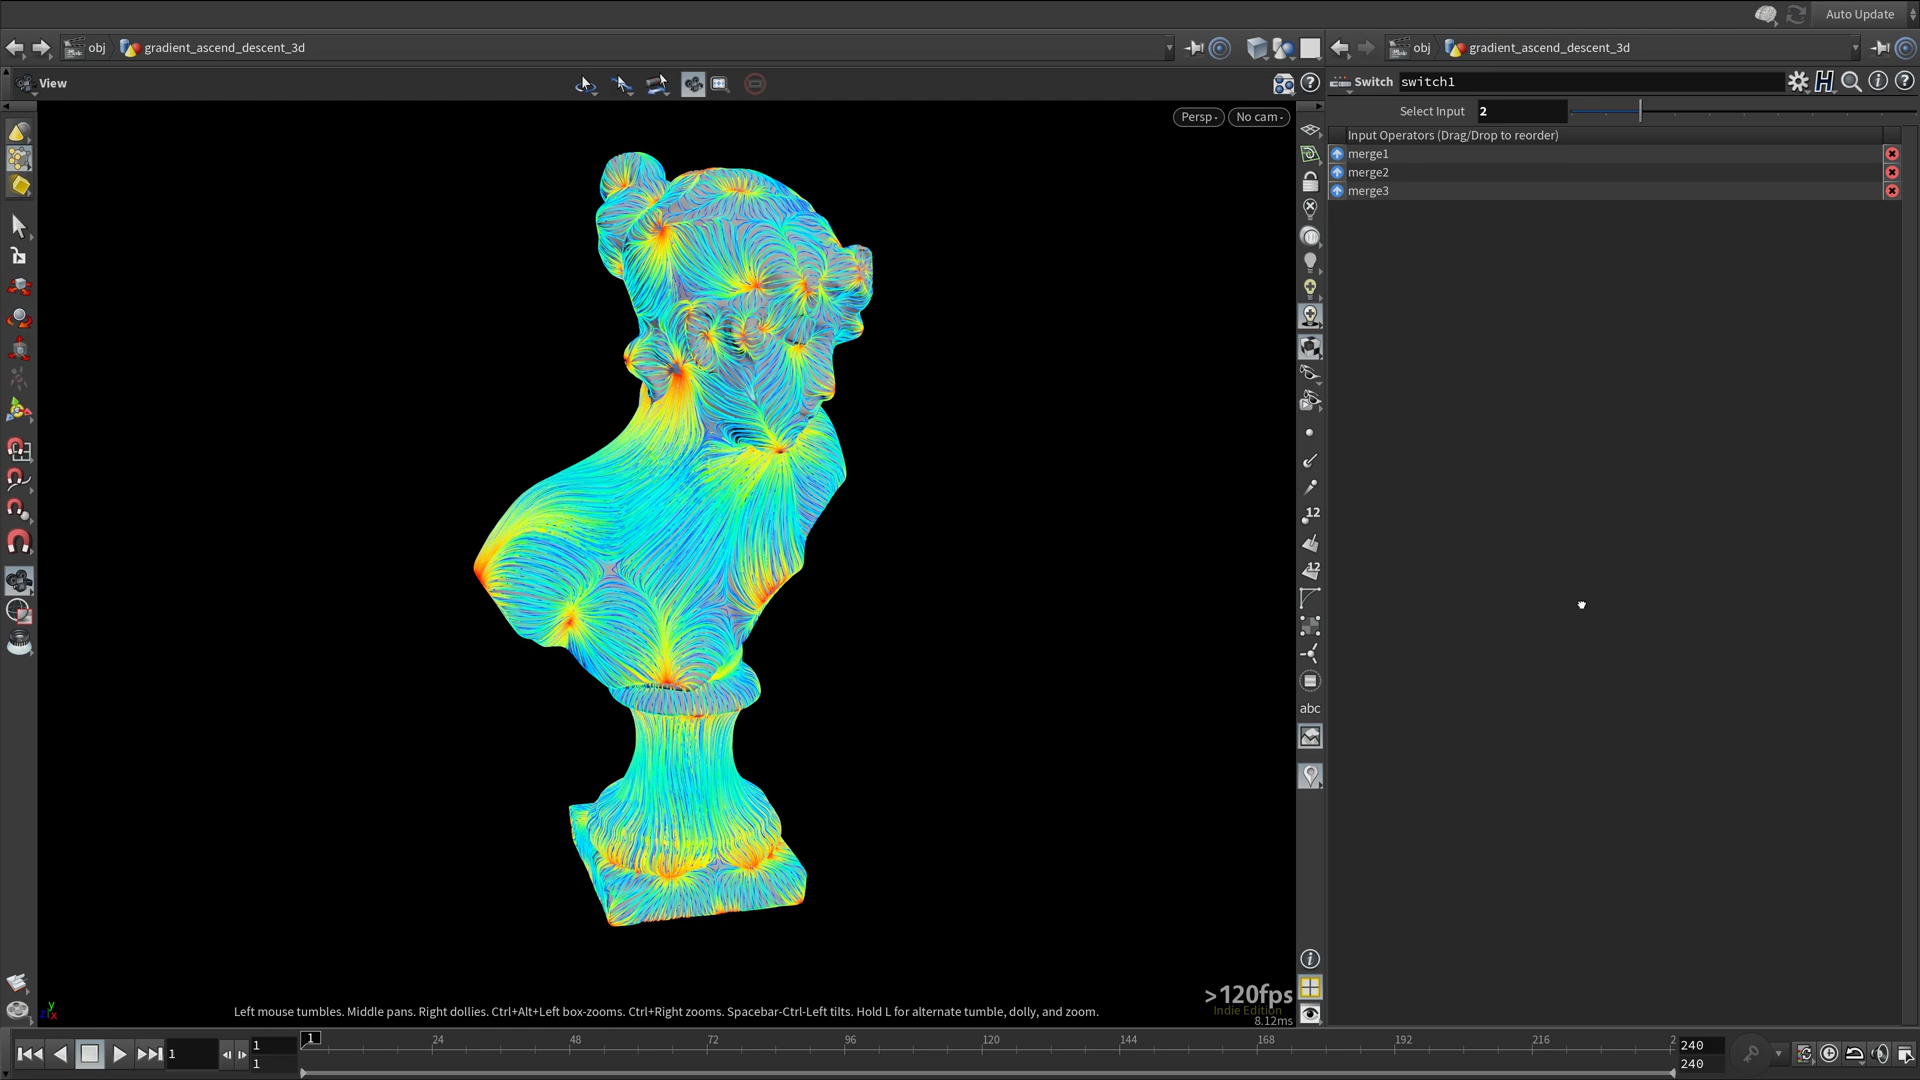 Auto Update
obj gradient_ascend_descent_3d
obj gradient_ascend_descent_3d
View
Switch switch1
Select Input 2
Persp No cam
Input Operators (Drag/Drop to reorder)
merge1
merge2
merge3
12
12
abc
>120fps
Indie Edition
8.12ms
Left mouse tumbles. Middle pans. Right dollies. Ctrl+Alt+Left box-zooms. Ctrl+Right zooms. Spacebar-Ctrl-Left tilts. Hold L for alternate tumble, dolly, and zoom.
y
z x
1 1 1 24 48 72 96 120 144 168 192 216 2 240
1 240